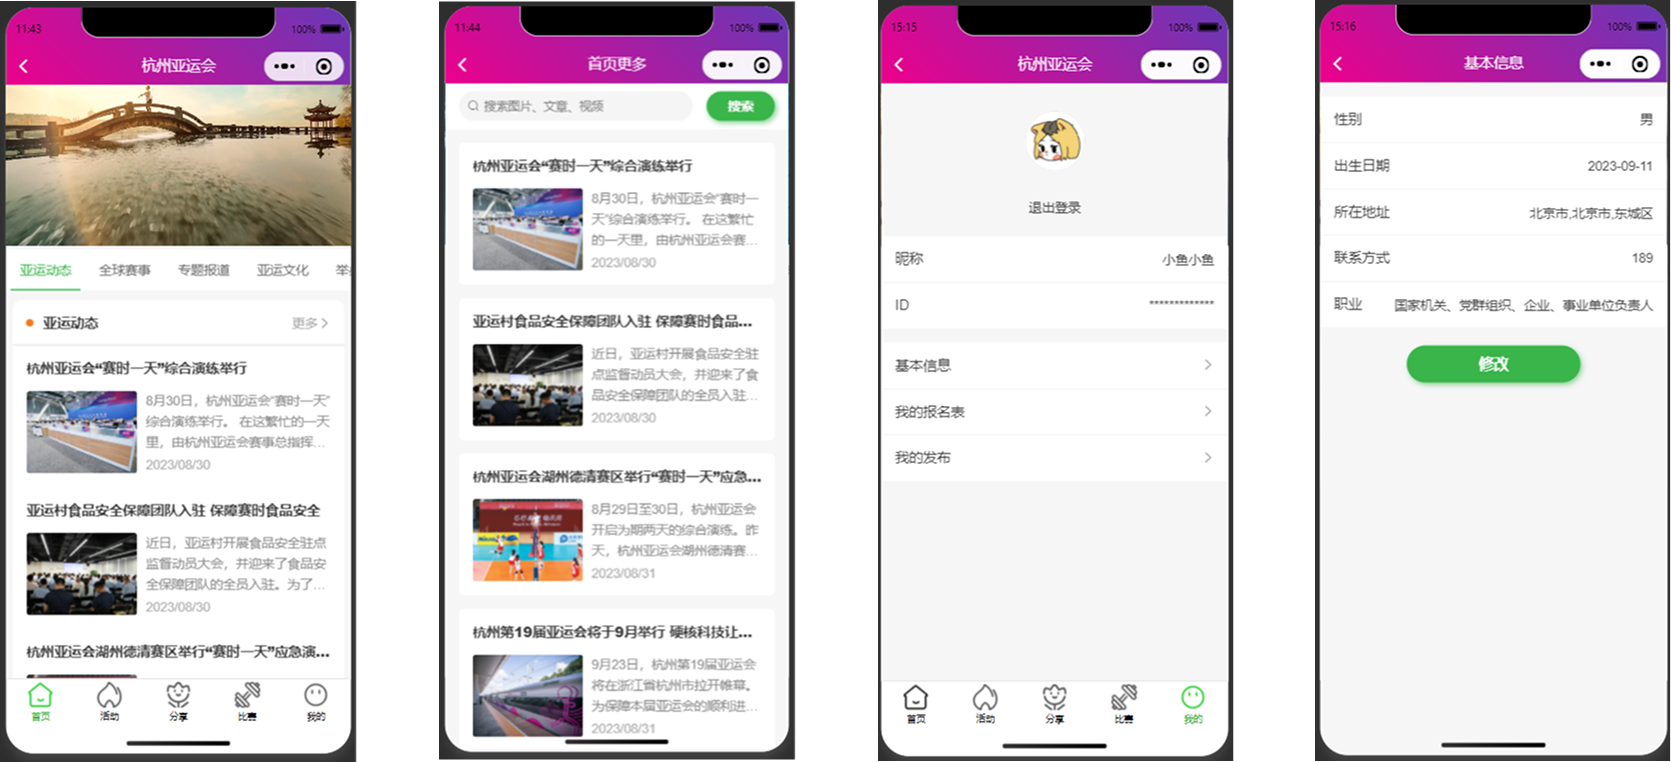 11:43
100%
杭州亚运会
亚运动态
全球赛事
专题报道
亚运文化
亚运动态
更多
杭州亚运会“赛时一天”综合演练举行
8月30日，杭州亚运会“赛时一天”
综合演练举行。 在这繁忙的一天
里，由杭州亚运会赛事总指挥...
2023/08/30
亚运村食品安全保障团队入驻 保障赛时食品安全
近日，亚运村开展食品安全驻点
监督动员大会，并迎来了食品安
全保障团队的全员入驻。为了...
2023/08/30
杭州亚运会湖州德清赛区举行“赛时一天”应急演...
首页
活动
分享
比赛
我的
11:44
100%
首页更多
搜索图片、文章、视频
搜索
杭州亚运会“赛时一天”综合演练举行
8月30日，杭州亚运会“赛时一
天”综合演练举行。 在这繁忙
的一天里，由杭州亚运会赛...
2023/08/30
亚运村食品安全保障团队入驻 保障赛时食品...
近日，亚运村开展食品安全驻
点监督动员大会，并迎来了食
品安全保障团队的全员入驻...
2023/08/30
杭州亚运会湖州德清赛区举行“赛时一天”应急...
8月29日至30日，杭州亚运会
开启为期两天的综合演练。昨
天，杭州亚运会湖州德清赛...
2023/08/31
杭州第19届亚运会将于9月举行 硬核科技让...
9月23日，杭州第19届亚运会
将在浙江省杭州市拉开帷幕。
为保障本届亚运会的顺利进...
2023/08/31
15:15
100%
杭州亚运会
退出登录
昵称
小鱼小鱼
ID
*************
基本信息
我的报名表
我的发布
首页
活动
分享
比赛
我的
15:16
100%
基本信息
性别
男
出生日期
2023-09-11
所在地址
北京市,北京市,东城区
联系方式
189
职业
国家机关、党群组织、企业、事业单位负责人
修改